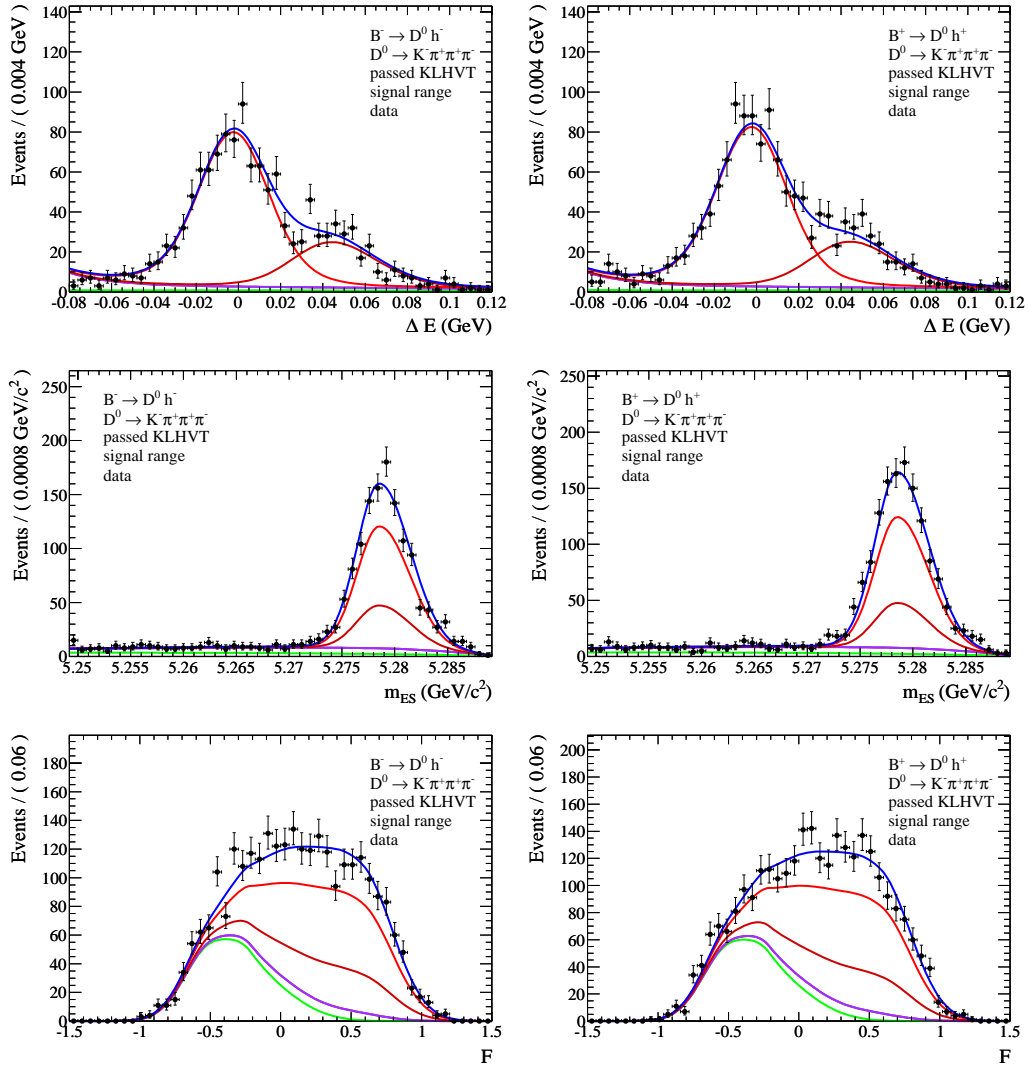 Events / ( 0.004 GeV )
140
120
100
80
60
40
20
0
B⁻ → D⁰ h⁻
D⁰ → K⁻π⁺π⁺π⁻
passed KLHVT
signal range
data
-0.08 -0.06 -0.04 -0.02 0 0.02 0.04 0.06 0.08 0.1 0.12
Δ E (GeV)
Events / ( 0.004 GeV )
140
120
100
80
60
40
20
0
B⁺ → D⁰ h⁺
D⁰ → K⁻π⁺π⁺π⁻
passed KLHVT
signal range
data
-0.08 -0.06 -0.04 -0.02 0 0.02 0.04 0.06 0.08 0.1 0.12
Δ E (GeV)
Events / ( 0.0008 GeV/c² )
250
200
150
100
50
0
B⁻ → D⁰ h⁻
D⁰ → K⁻π⁺π⁺π⁻
passed KLHVT
signal range
data
5.25 5.255 5.26 5.265 5.27 5.275 5.28 5.285
m_ES (GeV/c²)
Events / ( 0.0008 GeV/c² )
250
200
150
100
50
0
B⁺ → D⁰ h⁺
D⁰ → K⁻π⁺π⁺π⁻
passed KLHVT
signal range
data
5.25 5.255 5.26 5.265 5.27 5.275 5.28 5.285
m_ES (GeV/c²)
Events / ( 0.06 )
180
160
140
120
100
80
60
40
20
0
B⁻ → D⁰ h⁻
D⁰ → K⁻π⁺π⁺π⁻
passed KLHVT
signal range
data
-1.5 -1 -0.5 0 0.5 1 1.5
F
Events / ( 0.06 )
200
180
160
140
120
100
80
60
40
20
0
B⁺ → D⁰ h⁺
D⁰ → K⁻π⁺π⁺π⁻
passed KLHVT
signal range
data
-1.5 -1 -0.5 0 0.5 1 1.5
F